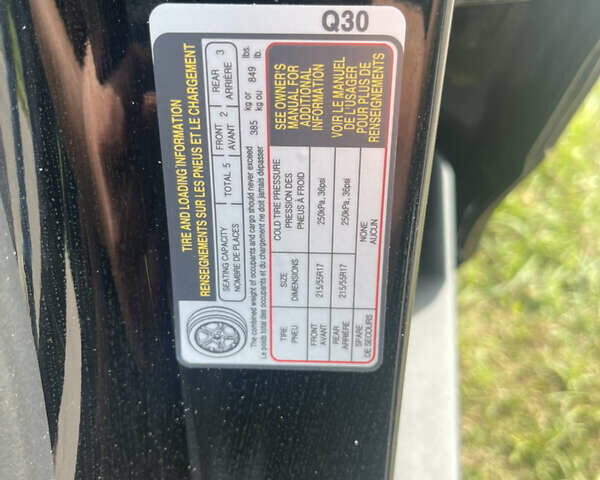 Q30
TIRE AND LOADING INFORMATION
RENSEIGNEMENTS SUR LES PNEUS ET LE CHARGEMENT
SEATING CAPACITY TOTAL 5 FRONT 2 REAR 3
NOMBRE DE PLACES AVANT ARRIÈRE
The combined weight of occupants and cargo should never exceed 385 kg or 849 lbs.
Le poids total des occupants et du chargement ne doit jamais dépasser kg ou lb.
TIRE SIZE COLD TIRE PRESSURE
PNEU DIMENSIONS PRESSION DES
PNEUS À FROID
FRONT 215/55R17 250kPa, 36psi
AVANT
REAR 215/55R17 250kPa, 36psi
ARRIÈRE
SPARE NONE
DE SECOURS AUCUN
SEE OWNER'S
MANUAL FOR
ADDITIONAL
INFORMATION
VOIR LE MANUEL
DE L'USAGER
POUR PLUS DE
RENSEIGNEMENTS